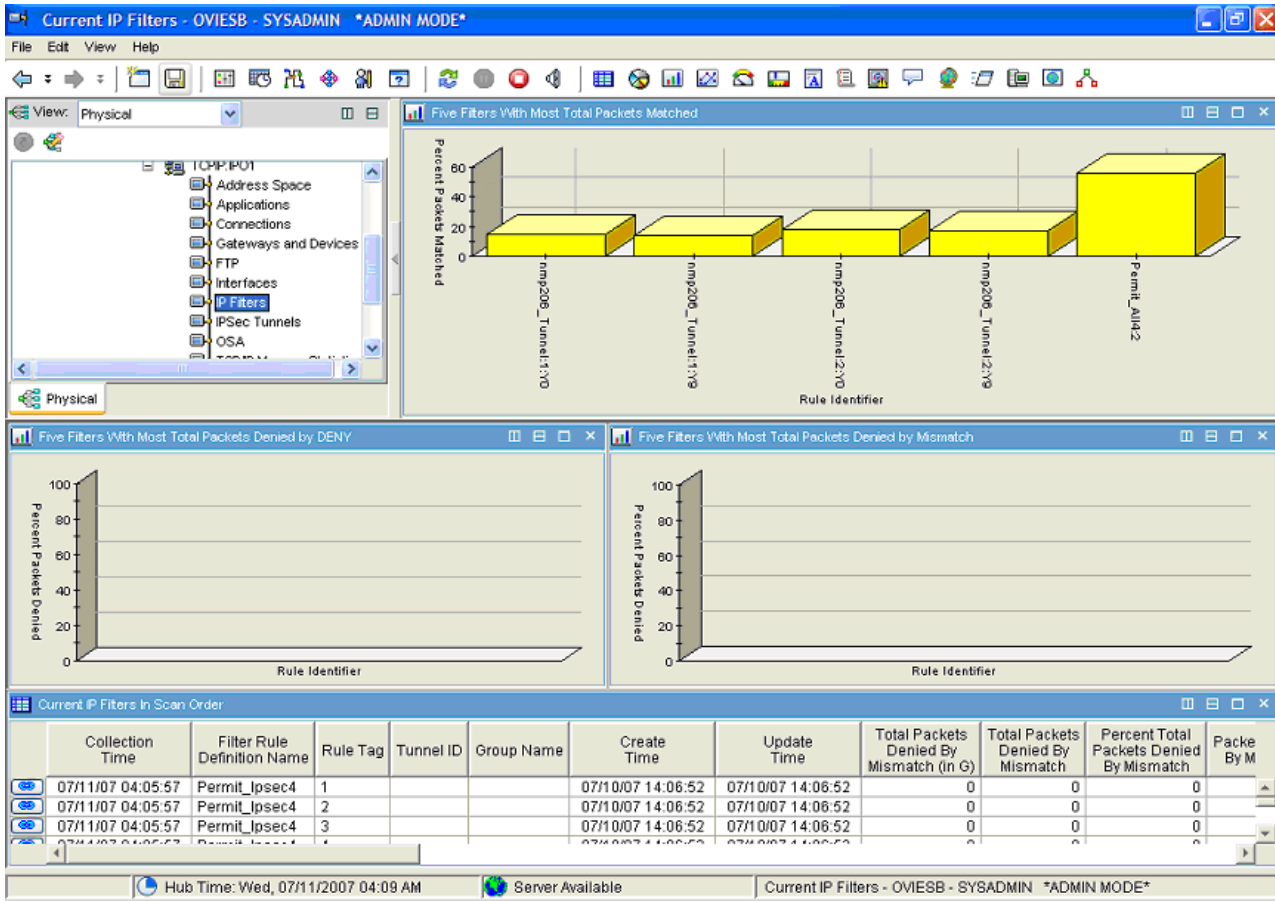 Current IP Filters - OVIESB - SYSADMIN *ADMIN MODE*
File Edit View Help
View: Physical
TCPIP:IPO1
Address Space
Applications
Connections
Gateways and Devices
FTP
Interfaces
IP Filters
IPSec Tunnels
OSA
Physical
Five Filters With Most Total Packets Matched
Percent Packets Matched
60
40
20
0
nmp206_Tunnel:1:Y0
nmp206_Tunnel:1:Y9
nmp206_Tunnel:2:Y0
nmp206_Tunnel:2:Y9
Permit_All4:2
Rule Identifier
Five Filters With Most Total Packets Denied by DENY
Percent Packets Denied
100
80
60
40
20
0
Rule Identifier
Five Filters With Most Total Packets Denied by Mismatch
Percent Packets Denied
100
80
60
40
20
0
Rule Identifier
Current IP Filters In Scan Order
Collection Time Filter Rule Definition Name Rule Tag Tunnel ID Group Name Create Time Update Time Total Packets Denied By Mismatch (in G) Total Packets Denied By Mismatch Percent Total Packets Denied By Mismatch Packe By M
07/11/07 04:05:57 Permit_Ipsec4 1 07/10/07 14:06:52 07/10/07 14:06:52 0 0 0
07/11/07 04:05:57 Permit_Ipsec4 2 07/10/07 14:06:52 07/10/07 14:06:52 0 0 0
07/11/07 04:05:57 Permit_Ipsec4 3 07/10/07 14:06:52 07/10/07 14:06:52 0 0 0
Hub Time: Wed, 07/11/2007 04:09 AM Server Available Current IP Filters - OVIESB - SYSADMIN *ADMIN MODE*